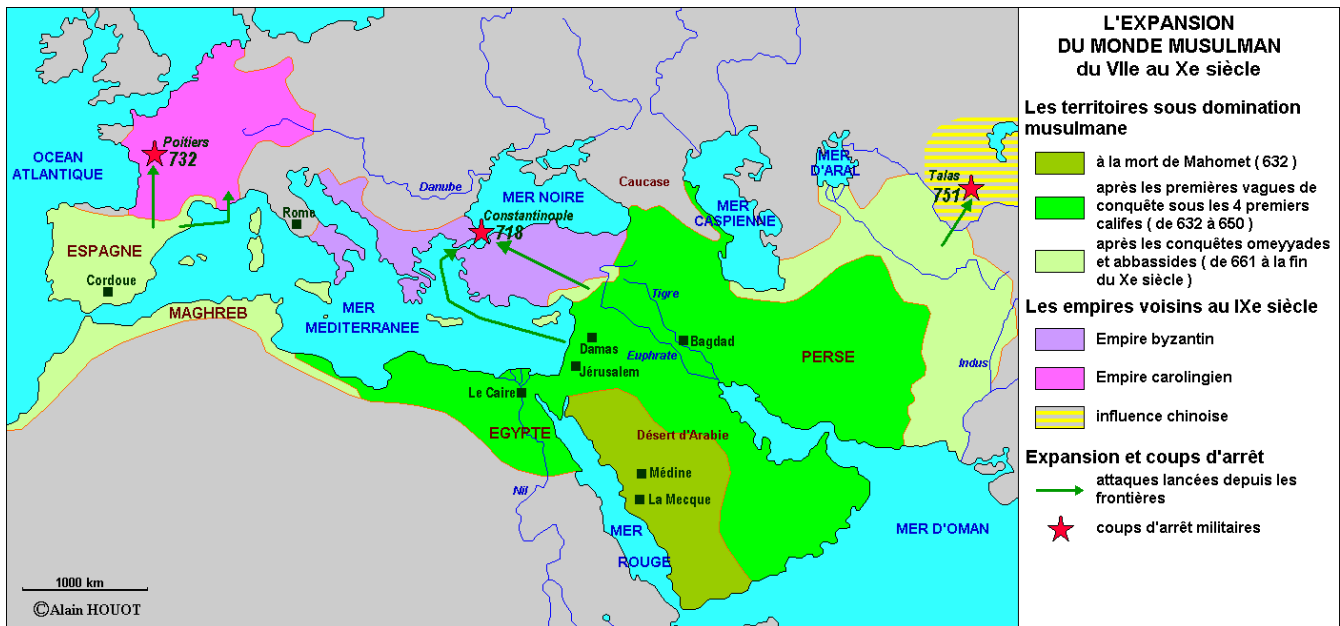 L'EXPANSION
DU MONDE MUSULMAN
du VIIe au Xe siècle
Les territoires sous domination
musulmane
à la mort de Mahomet ( 632 )
après les premières vagues de
conquête sous les 4 premiers
califes ( de 632 à 650 )
après les conquêtes omeyyades
et abbassides ( de 661 à la fin
du Xe siècle )
Les empires voisins au IXe siècle
Empire byzantin
Empire carolingien
influence chinoise
Expansion et coups d'arrêt
attaques lancées depuis les
frontières
coups d'arrêt militaires
OCEAN
ATLANTIQUE
Poitiers
732
Danube
MER NOIRE
Caucase
MER
CASPIENNE
MER
D'ARAL
Talas
751
Rome
Constantinople
718
ESPAGNE
Cordoue
MAGHREB
MER
MEDITERRANEE
Tigre
Damas
Euphrate
Bagdad
PERSE
Indus
Jérusalem
Le Caire
EGYPTE
Désert d'Arabie
Médine
La Mecque
Nil
MER
ROUGE
MER D'OMAN
1000 km
©Alain HOUOT